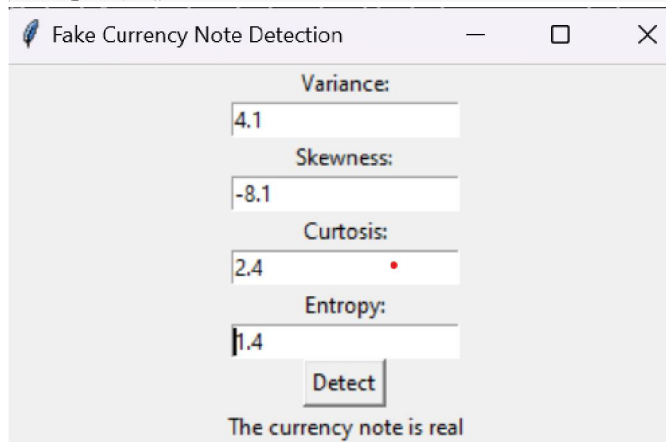 Fake Currency Note Detection
Variance:
4.1
Skewness:
-8.1
Curtosis:
2.4
Entropy:
1.4
Detect
The currency note is real